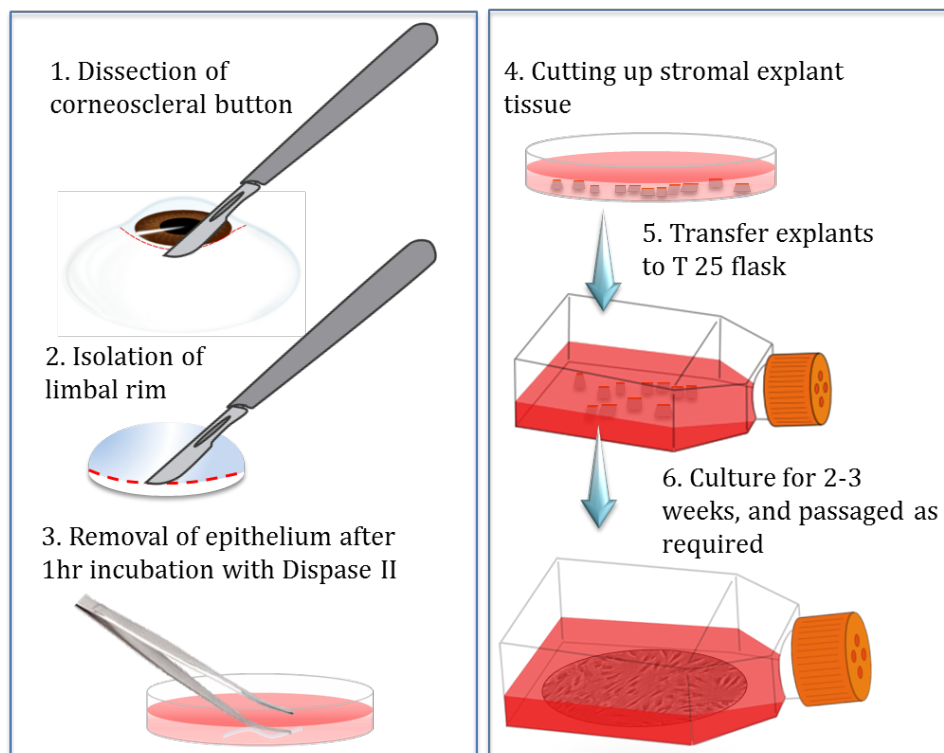 1. Dissection of
corneoscleral button
2. Isolation of
limbal rim
3. Removal of epithelium after
1hr incubation with Dispase II
4. Cutting up stromal explant
tissue
5. Transfer explants
to T 25 flask
6. Culture for 2-3
weeks, and passaged as
required